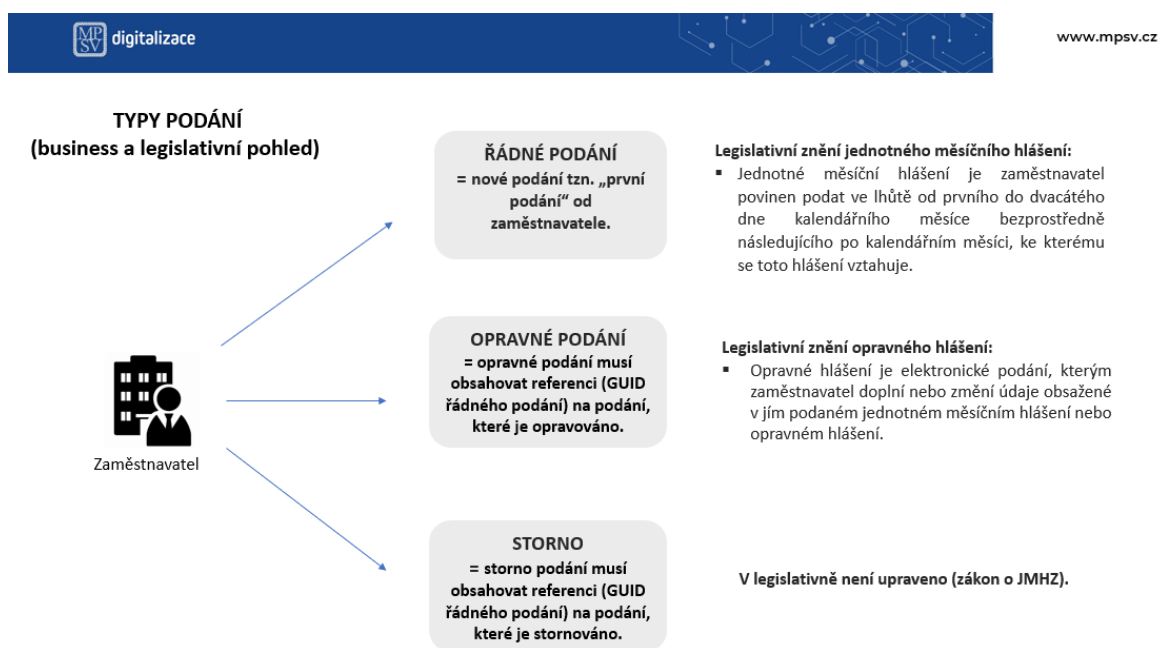 MP
SV
digitalizace
www.mpsv.cz
TYPY PODÁNÍ
(business a legislativní pohled)
ŘÁDNÉ PODÁNÍ
= nové podání tzn. „první
podání“ od
zaměstnavatele.
Legislativní znění jednotného měsíčního hlášení:
▪ Jednotné měsíční hlášení je zaměstnavatel
povinen podat ve lhůtě od prvního do dvacátého
dne kalendářního měsíce bezprostředně
následujícího po kalendářním měsíci, ke kterému
se toto hlášení vztahuje.
Zaměstnavatel
OPRAVNÉ PODÁNÍ
= opravné podání musí
obsahovat referenci (GUID
řádného podání) na podání,
které je opravováno.
Legislativní znění opravného hlášení:
▪ Opravné hlášení je elektronické podání, kterým
zaměstnavatel doplní nebo změní údaje obsažené
v jím podaném jednotném měsíčním hlášení nebo
opravném hlášení.
STORNO
= storno podání musí
obsahovat referenci (GUID
řádného podání) na podání,
které je stornováno.
V legislativně není upraveno (zákon o JMHZ).